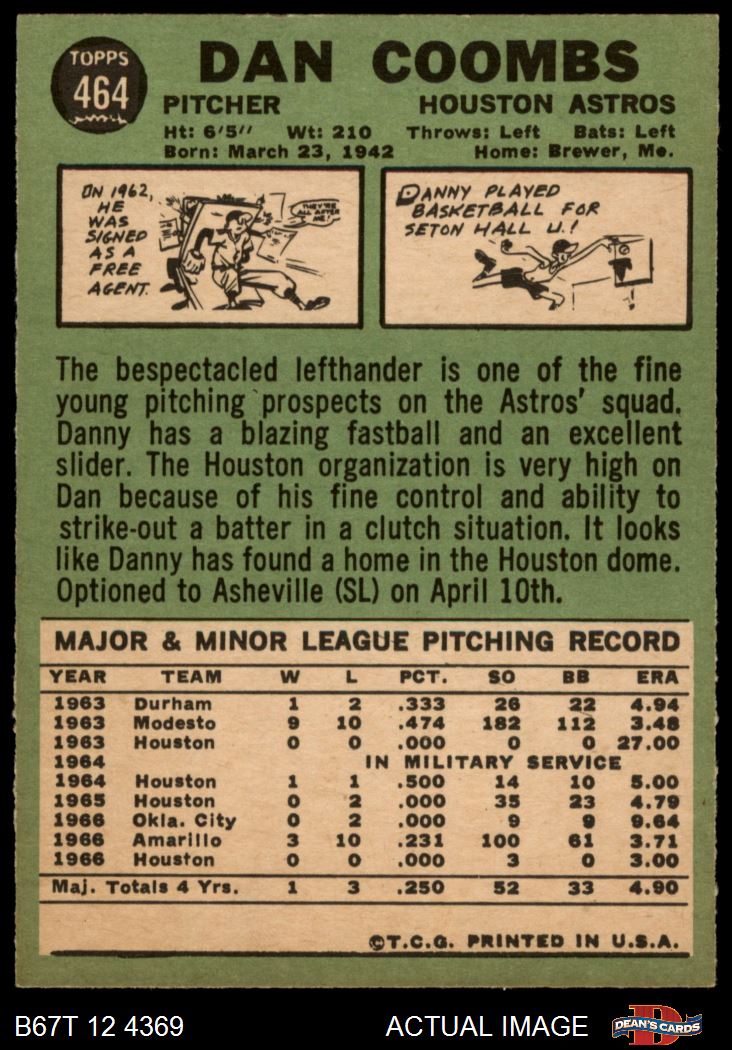 TOPPS
464
DAN COOMBS
PITCHER HOUSTON ASTROS
Ht: 6'5" Wt: 210 Throws: Left Bats: Left
Born: March 23, 1942 Home: Brewer, Me.
IN 1962,
HE
WAS
SIGNED
AS A
FREE
AGENT.
THEY'RE
ALL AFTER
ME!
DANNY PLAYED
BASKETBALL FOR
SETON HALL U.!
The bespectacled lefthander is one of the fine
young pitching prospects on the Astros' squad.
Danny has a blazing fastball and an excellent
slider. The Houston organization is very high on
Dan because of his fine control and ability to
strike-out a batter in a clutch situation. It looks
like Danny has found a home in the Houston dome.
Optioned to Asheville (SL) on April 10th.
MAJOR & MINOR LEAGUE PITCHING RECORD
YEAR TEAM W L PCT. SO BB ERA
1963 Durham 1 2 .333 26 22 4.94
1963 Modesto 9 10 .474 182 112 3.48
1963 Houston 0 0 .000 0 0 27.00
1964 IN MILITARY SERVICE
1964 Houston 1 1 .500 14 10 5.00
1965 Houston 0 2 .000 35 23 4.79
1966 Okla. City 0 2 .000 9 9 9.64
1966 Amarillo 3 10 .231 100 61 3.71
1966 Houston 0 0 .000 3 0 3.00
Maj. Totals 4 Yrs. 1 3 .250 52 33 4.90
©T.C.G. PRINTED IN U.S.A.
B67T 12 4369 ACTUAL IMAGE
DEAN'S CARDS